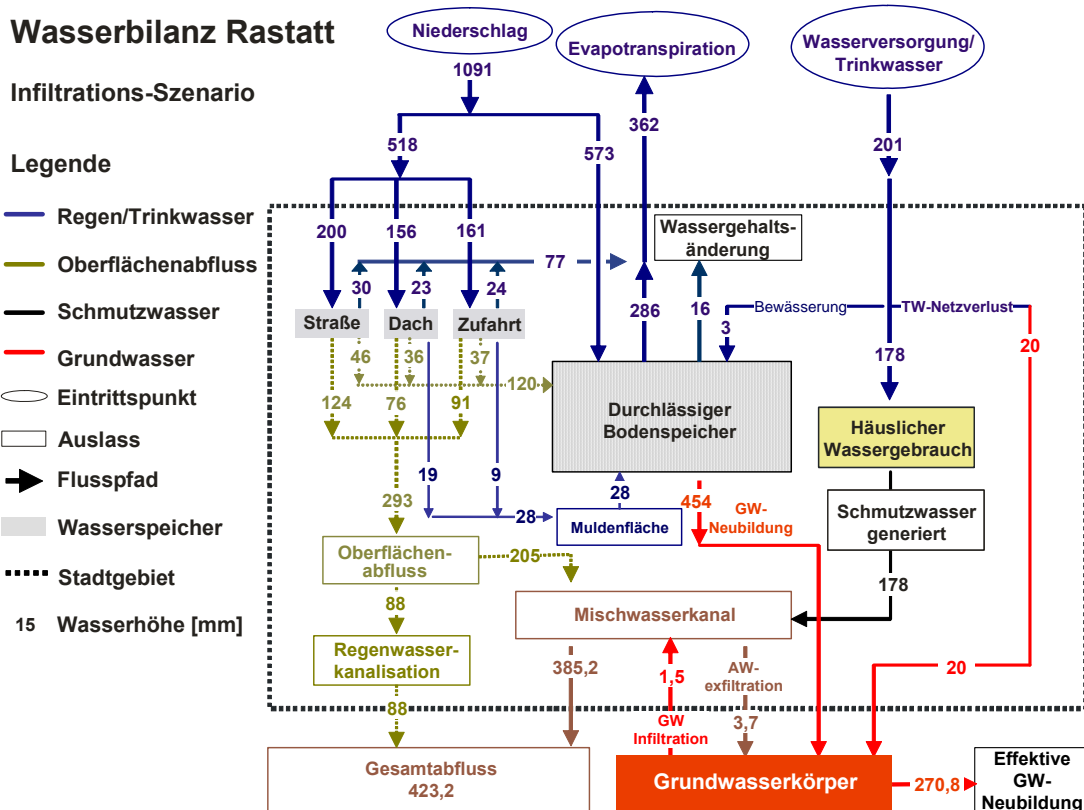 Wasserbilanz Rastatt
Infiltrations-Szenario
Legende
Regen/Trinkwasser
Oberflächenabfluss
Schmutzwasser
Grundwasser
Eintrittspunkt
Auslass
Flusspfad
Wasserspeicher
Stadtgebiet
15 Wasserhöhe [mm]
Niederschlag
Evapotranspiration
Wasserversorgung/
Trinkwasser
1091
362
201
518
573
200
156
161
77
Wassergehalts-
änderung
30
23
24
286
16
Bewässerung
TW-Netzverlust
3
Straße
Dach
Zufahrt
46
36
37
120
178
20
124
76
91
Durchlässiger
Bodenspeicher
Häuslicher
Wassergebrauch
19
9
28
454
GW-
Neubildung
293
28
Muldenfläche
Schmutzwasser
generiert
Oberflächen-
abfluss
205
178
88
Mischwasserkanal
Regenwasser-
kanalisation
385,2
1,5
AW-
exfiltration
20
88
GW
Infiltration
3,7
Gesamtabfluss
423,2
Grundwasserkörper
270,8
Effektive
GW-
Neubildung